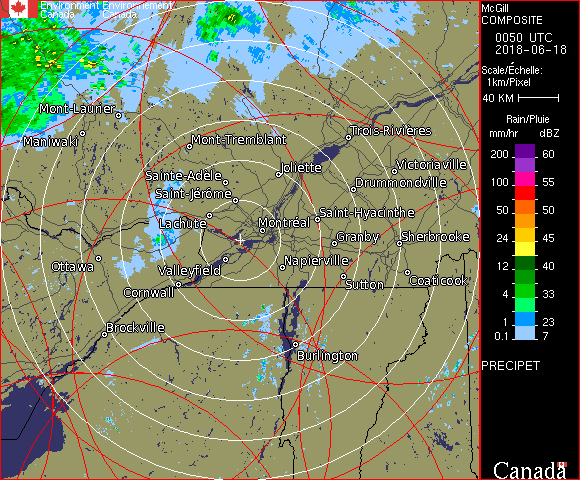 Environment Environnement
Canada Canada
McGill
COMPOSITE
0050 UTC
2018-06-18
Scale/Échelle:
1km/Pixel
40 KM
Rain/Pluie
mm/hr dBZ
200 60
100 55
50 50
24 45
12 40
4 33
1 23
0.1 7
PRECIPET
Canada
Mont-Laurier
Maniwaki
Mont-Tremblant
Trois-Rivières
Sainte-Adèle
Joliette
Victoriaville
Saint-Jérôme
Drummondville
Lachute
Montréal
Saint-Hyacinthe
Granby
Sherbrooke
Ottawa
Valleyfield
Napierville
Cornwall
Sutton
Coaticook
Brockville
Burlington